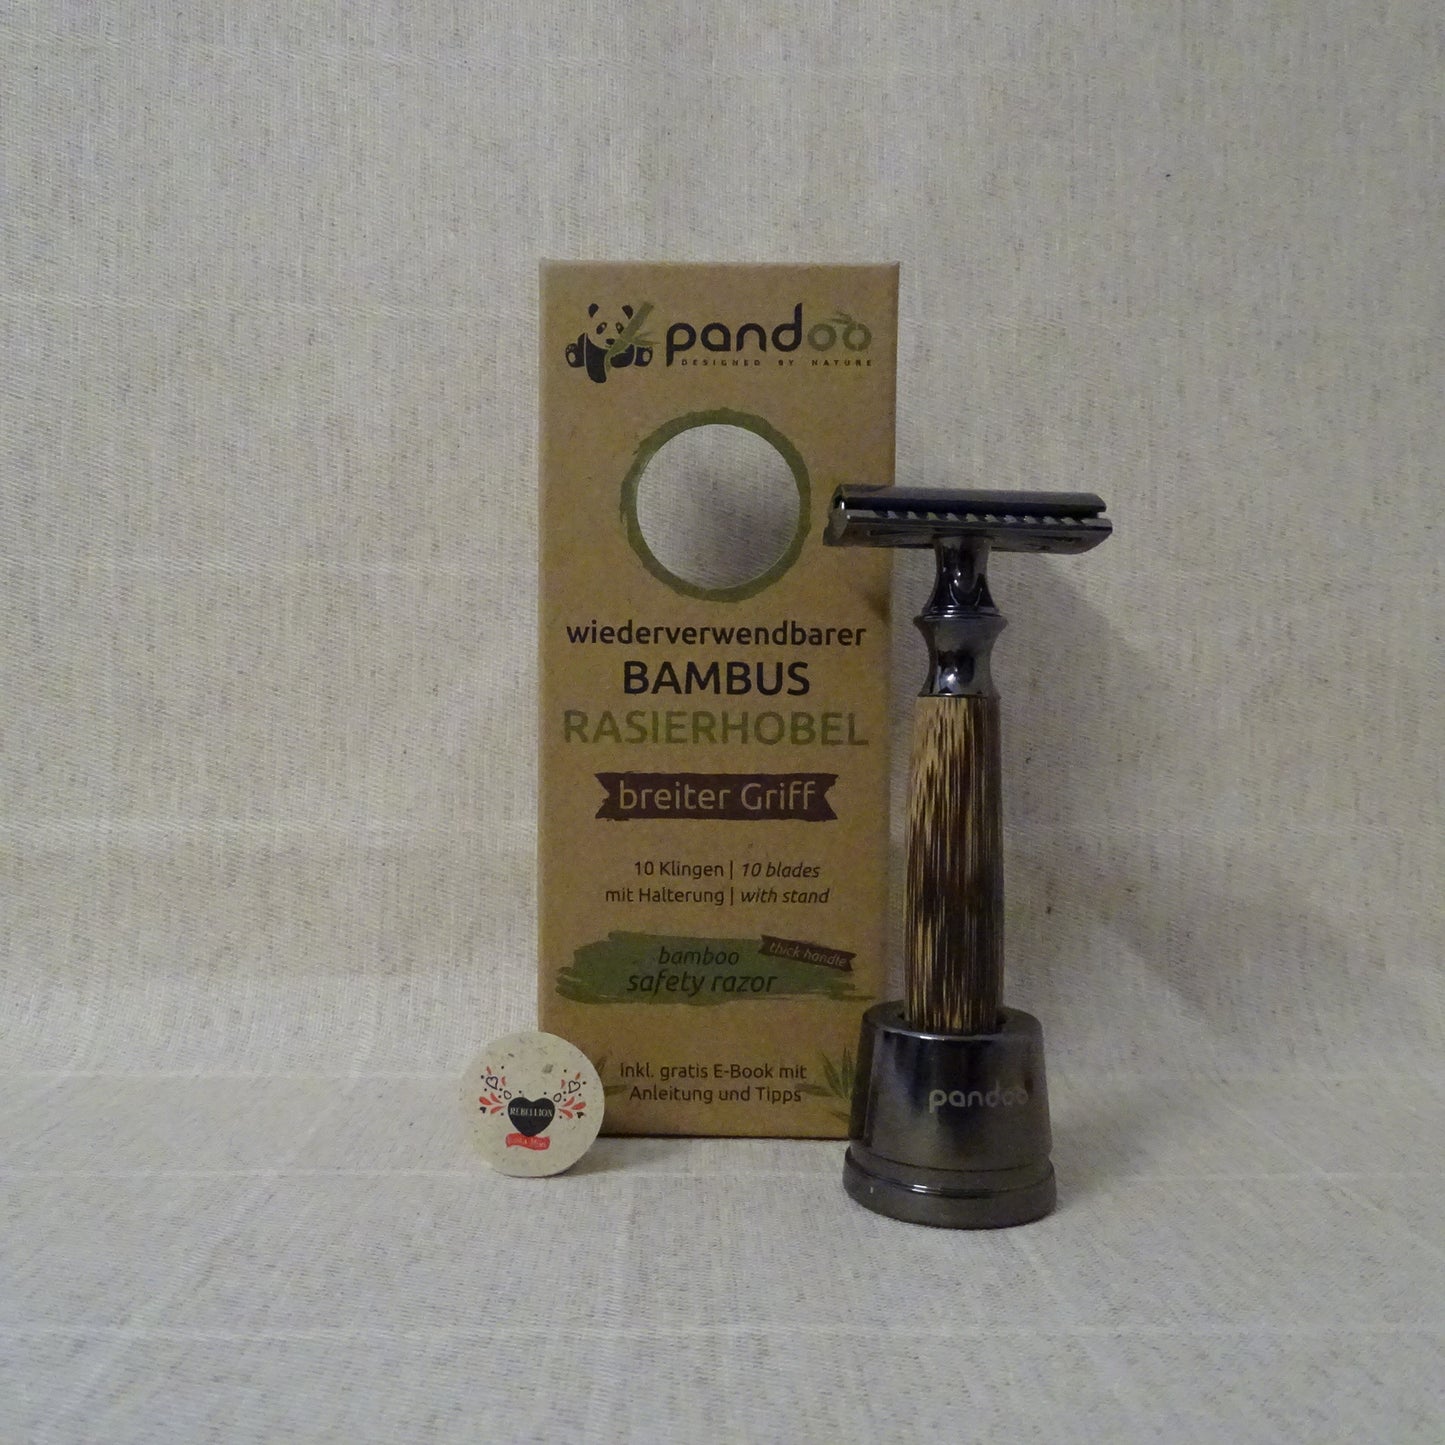 pandoo
DESIGNED BY NATURE
wiederverwendbarer
BAMBUS
RASIERHOBEL
breiter Griff
10 Klingen | 10 blades
mit Halterung | with stand
bamboo
thick handle
safety razor
Inkl. gratis E-Book mit
Anleitung und Tipps
pandoo
REBELLION